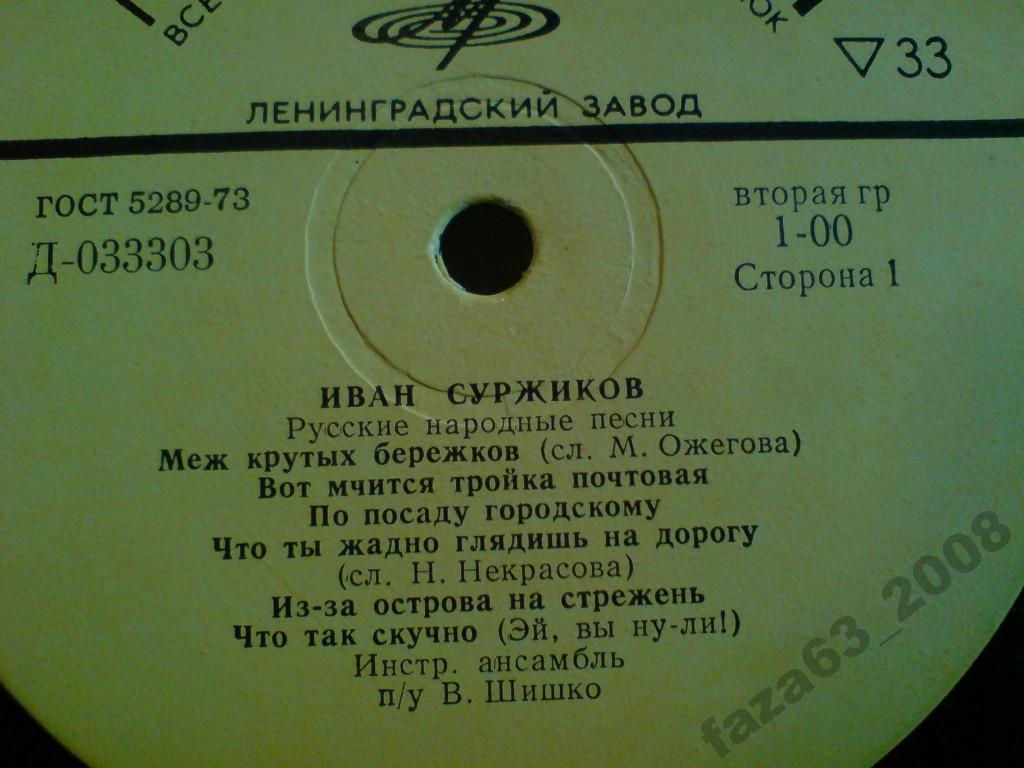 ВСЕ
▽33
ЛЕНИНГРАДСКИЙ ЗАВОД
ГОСТ 5289-73
Д-033303
вторая гр
1-00
Сторона 1
ИВАН СУРЖИКОВ
Русские народные песни
Меж крутых бережков (сл. М. Ожегова)
Вот мчится тройка почтовая
По посаду городскому
Что ты жадно глядишь на дорогу
(сл. Н. Некрасова)
Из-за острова на стрежень
Что так скучно (Эй, вы ну-ли!)
Инстр. ансамбль
п/у В. Шишко
faza63_2008